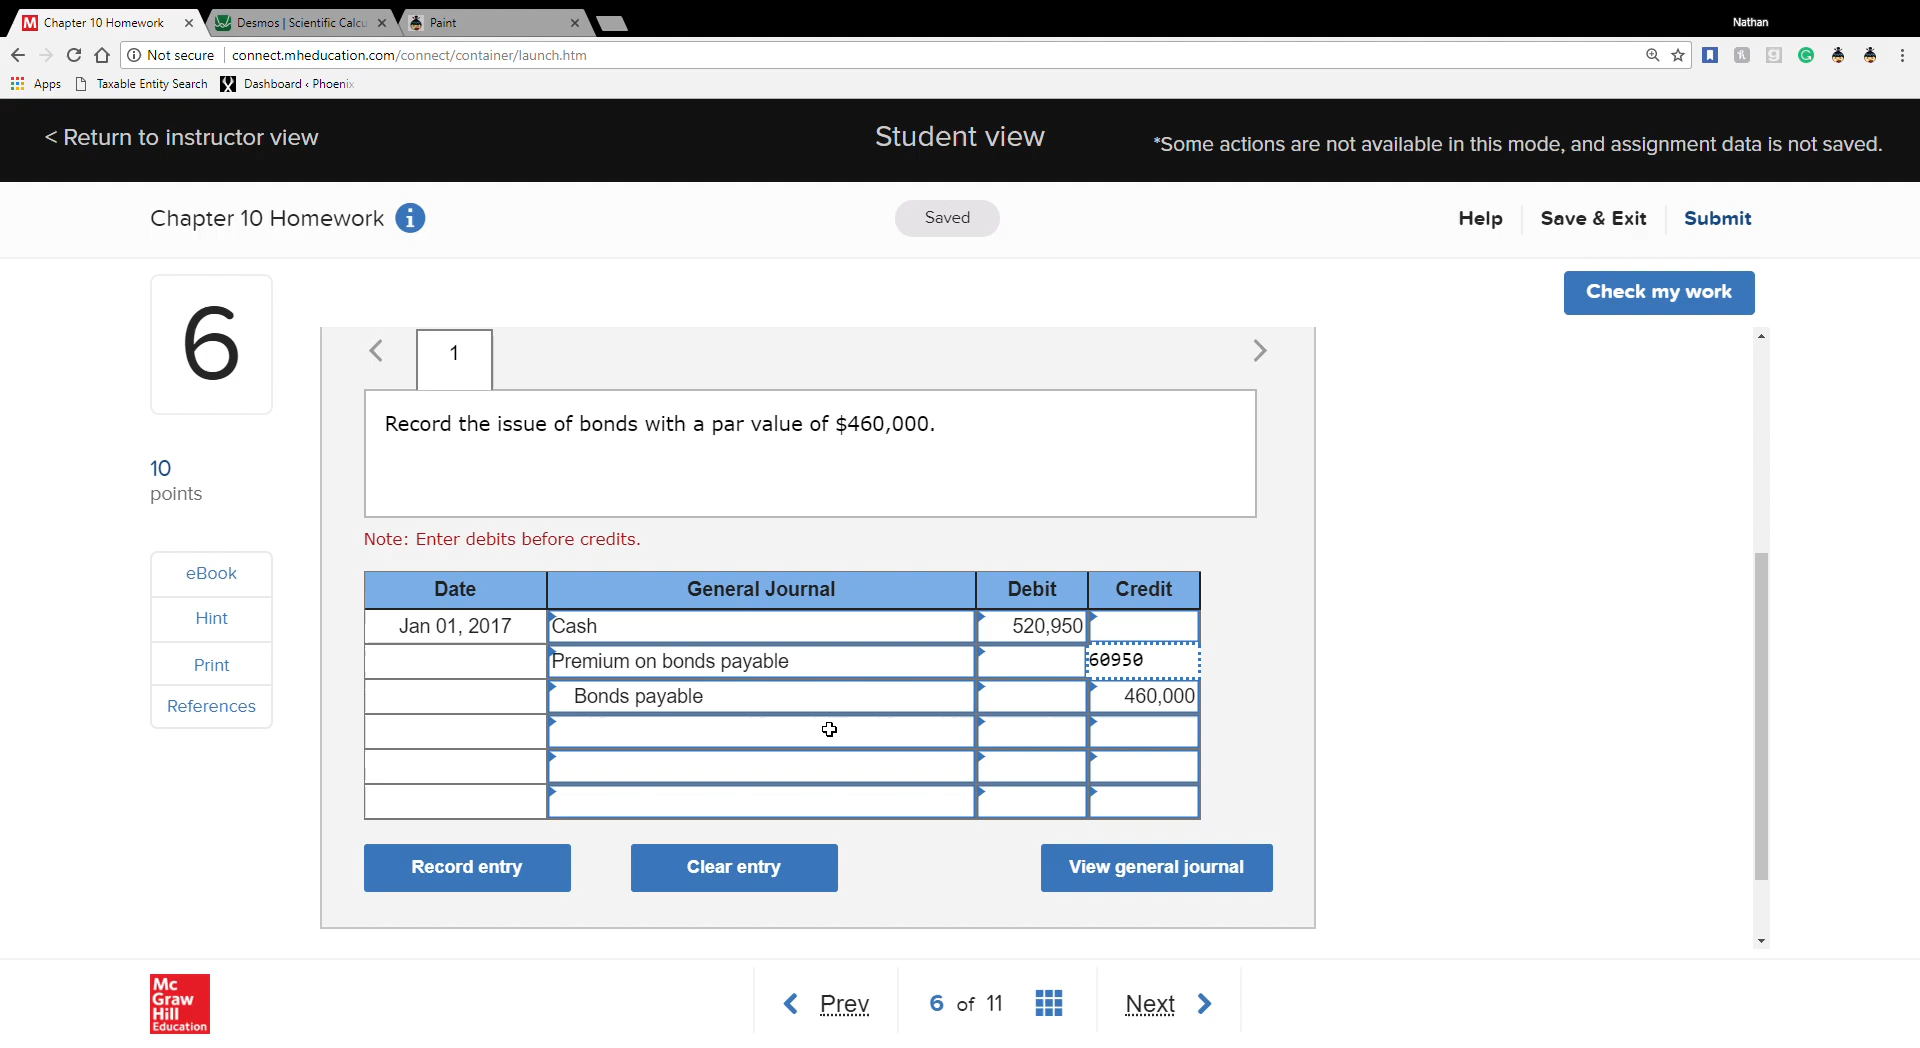 Chapter 10 Homework
Desmos | Scientific Calcu
Paint
Nathan
Not secure
connect.mheducation.com/connect/container/launch.htm
Apps
Taxable Entity Search
Dashboard ‹ Phoenix
< Return to instructor view
Student view
*Some actions are not available in this mode, and assignment data is not saved.
Chapter 10 Homework
Saved
Help
Save & Exit
Submit
Check my work
6
10
points
eBook
Hint
Print
References
1
Record the issue of bonds with a par value of $460,000.
Note: Enter debits before credits.
Date General Journal Debit Credit
Jan 01, 2017 Cash 520,950
Premium on bonds payable 60950
Bonds payable 460,000
Record entry
Clear entry
View general journal
Mc
Graw
Hill
Education
Prev
6 of 11
Next